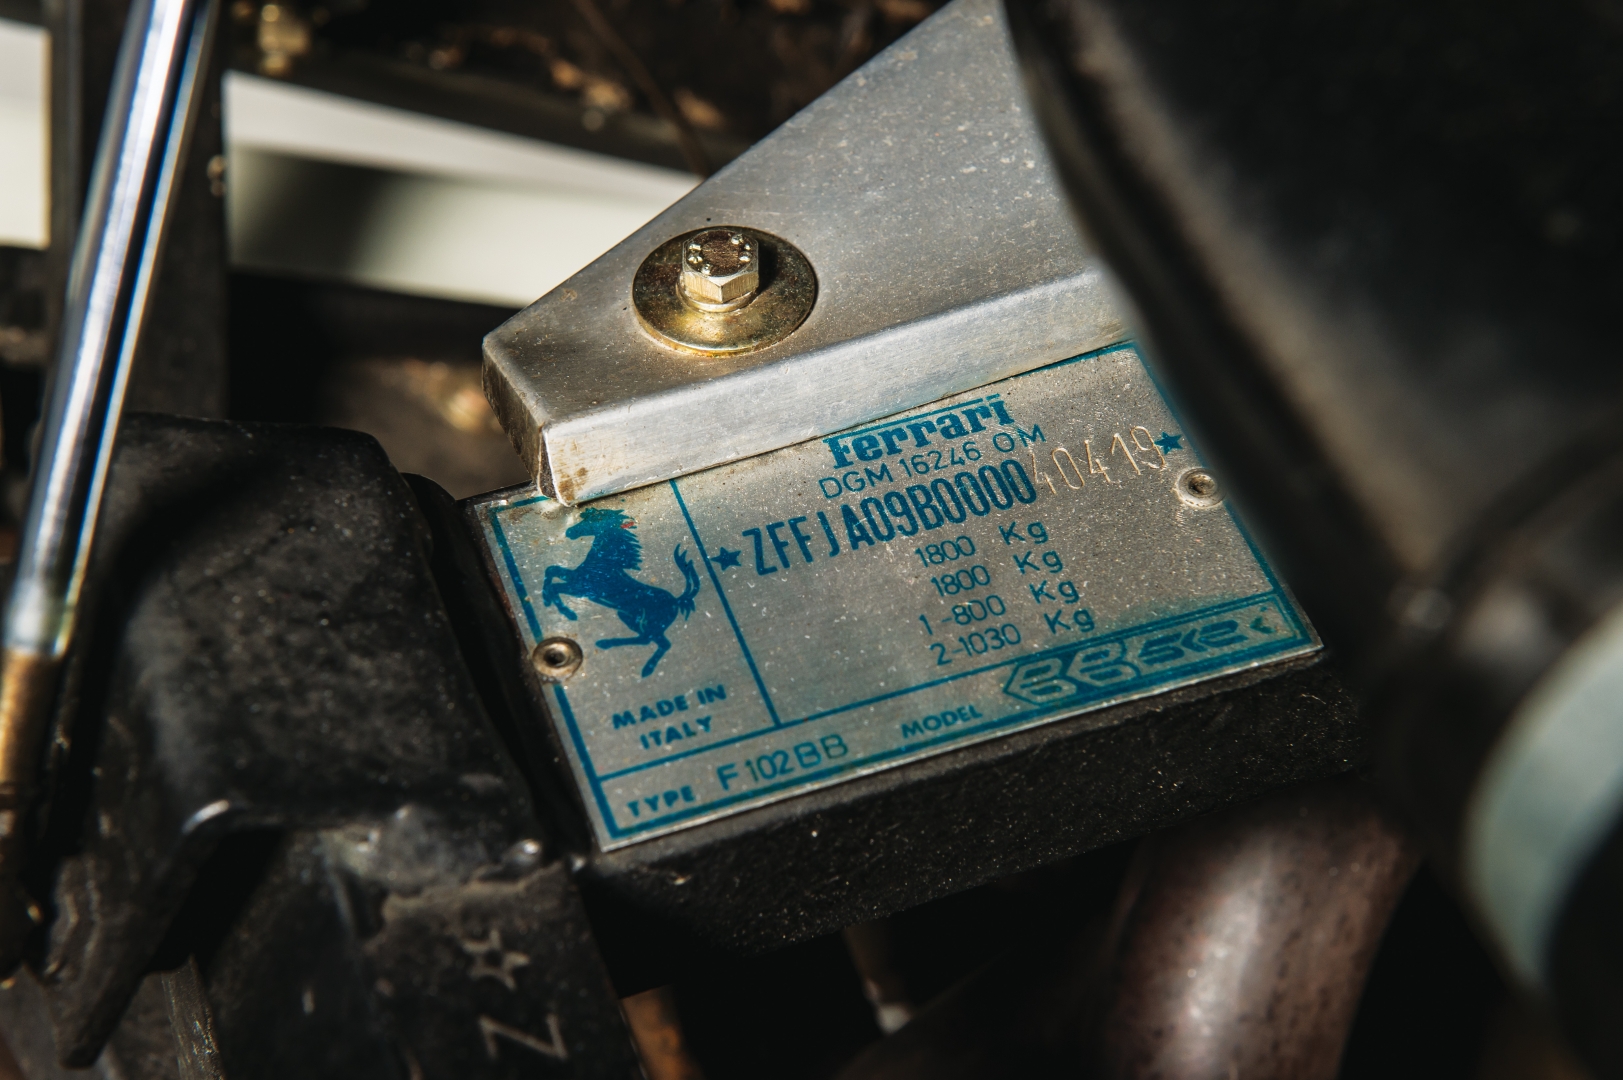 Ferrari
DGM 16246 OM
★ZFFJA09B000040419★
1800 Kg
1800 Kg
1-800 Kg
2-1030 Kg
MADE IN
ITALY
TYPE F102BB MODEL
Z